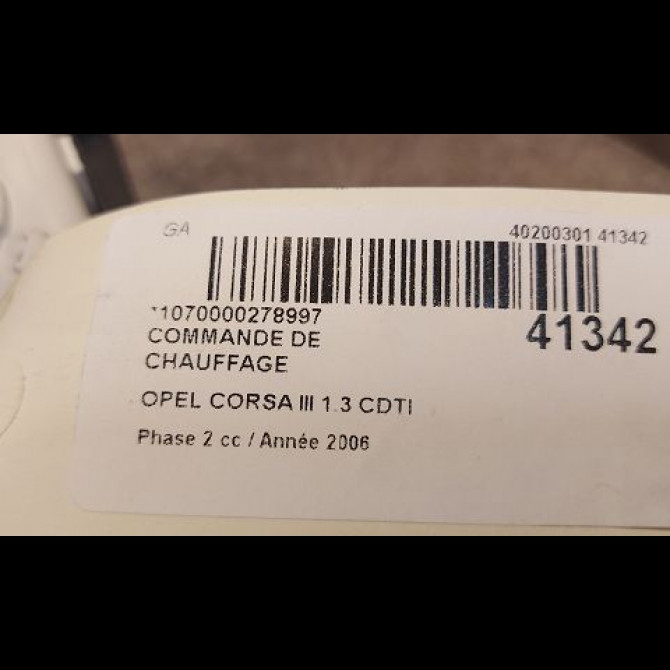 GA
40200301 41342
*1070000278997
41342
COMMANDE DE
CHAUFFAGE
OPEL CORSA III 1.3 CDTI
Phase 2 cc / Année 2006